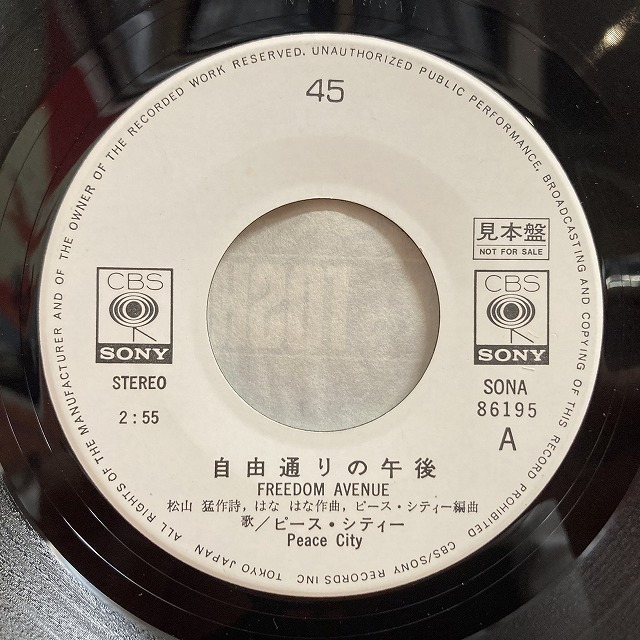 ALL RIGHTS OF THE MANUFACTURER AND OF THE OWNER OF THE RECORDED WORK RESERVED. UNAUTHORIZED PUBLIC PERFORMANCE, BROADCASTING AND COPYING OF THIS RECORD PROHIBITED
CBS/SONY RECORDS INC. TOKYO JAPAN
45
見本盤
NOT FOR SALE
CBS
SONY
CBS
SONY
STEREO
2:55
SONA
86195
A
自由通りの午後
FREEDOM AVENUE
松山 猛作詩, はな はな作曲, ピース・シティー編曲
歌/ピース・シティー
Peace City